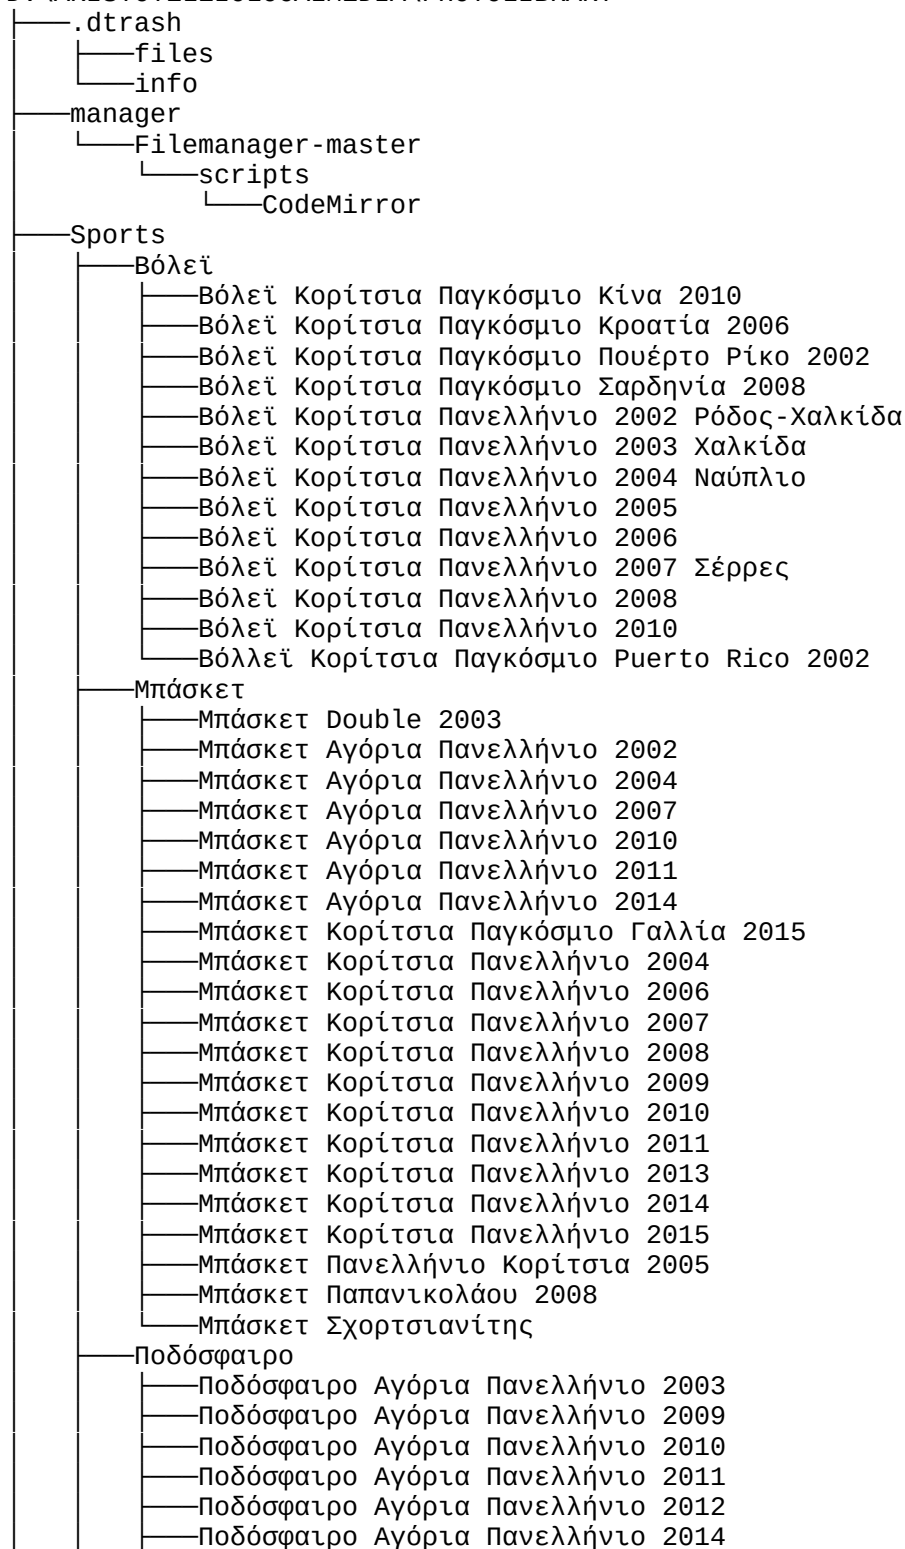 .dtrash
files
info
manager
Filemanager-master
scripts
CodeMirror
Sports
Βόλεϊ
Βόλεϊ Κορίτσια Παγκόσμιο Κίνα 2010
Βόλεϊ Κορίτσια Παγκόσμιο Κροατία 2006
Βόλεϊ Κορίτσια Παγκόσμιο Πουέρτο Ρίκο 2002
Βόλεϊ Κορίτσια Παγκόσμιο Σαρδηνία 2008
Βόλεϊ Κορίτσια Πανελλήνιο 2002 Ρόδος-Χαλκίδα
Βόλεϊ Κορίτσια Πανελλήνιο 2003 Χαλκίδα
Βόλεϊ Κορίτσια Πανελλήνιο 2004 Ναύπλιο
Βόλεϊ Κορίτσια Πανελλήνιο 2005
Βόλεϊ Κορίτσια Πανελλήνιο 2006
Βόλεϊ Κορίτσια Πανελλήνιο 2007 Σέρρες
Βόλεϊ Κορίτσια Πανελλήνιο 2008
Βόλεϊ Κορίτσια Πανελλήνιο 2010
Βόλλεϊ Κορίτσια Παγκόσμιο Puerto Rico 2002
Μπάσκετ
Μπάσκετ Double 2003
Μπάσκετ Αγόρια Πανελλήνιο 2002
Μπάσκετ Αγόρια Πανελλήνιο 2004
Μπάσκετ Αγόρια Πανελλήνιο 2007
Μπάσκετ Αγόρια Πανελλήνιο 2010
Μπάσκετ Αγόρια Πανελλήνιο 2011
Μπάσκετ Αγόρια Πανελλήνιο 2014
Μπάσκετ Κορίτσια Παγκόσμιο Γαλλία 2015
Μπάσκετ Κορίτσια Πανελλήνιο 2004
Μπάσκετ Κορίτσια Πανελλήνιο 2006
Μπάσκετ Κορίτσια Πανελλήνιο 2007
Μπάσκετ Κορίτσια Πανελλήνιο 2008
Μπάσκετ Κορίτσια Πανελλήνιο 2009
Μπάσκετ Κορίτσια Πανελλήνιο 2010
Μπάσκετ Κορίτσια Πανελλήνιο 2011
Μπάσκετ Κορίτσια Πανελλήνιο 2013
Μπάσκετ Κορίτσια Πανελλήνιο 2014
Μπάσκετ Κορίτσια Πανελλήνιο 2015
Μπάσκετ Πανελλήνιο Κορίτσια 2005
Μπάσκετ Παπανικολάου 2008
Μπάσκετ Σχορτσιανίτης
Ποδόσφαιρο
Ποδόσφαιρο Αγόρια Πανελλήνιο 2003
Ποδόσφαιρο Αγόρια Πανελλήνιο 2009
Ποδόσφαιρο Αγόρια Πανελλήνιο 2010
Ποδόσφαιρο Αγόρια Πανελλήνιο 2011
Ποδόσφαιρο Αγόρια Πανελλήνιο 2012
Ποδόσφαιρο Αγόρια Πανελλήνιο 2014